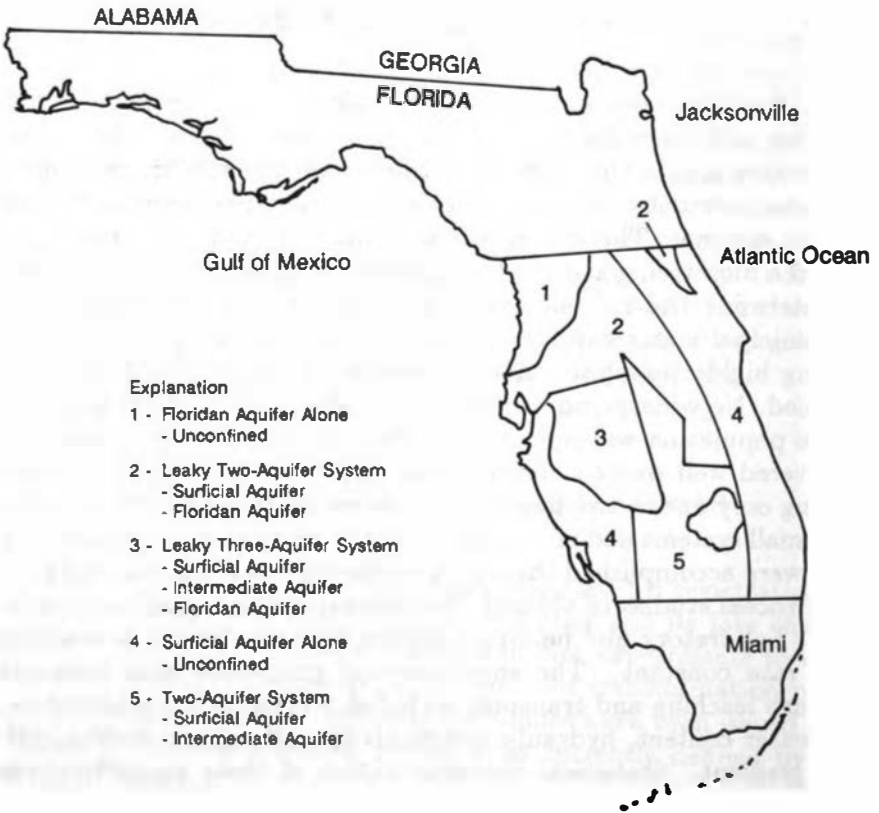 ALABAMA
GEORGIA
FLORIDA
Jacksonville
2
Atlantic Ocean
Gulf of Mexico
1
2
4
3
4
5
Miami
Explanation
1 - Floridan Aquifer Alone
- Unconfined
2 - Leaky Two-Aquifer System
- Surficial Aquifer
- Floridan Aquifer
3 - Leaky Three-Aquifer System
- Surficial Aquifer
- Intermediate Aquifer
- Floridan Aquifer
4 - Surficial Aquifer Alone
- Unconfined
5 - Two-Aquifer System
- Surficial Aquifer
- Intermediate Aquifer